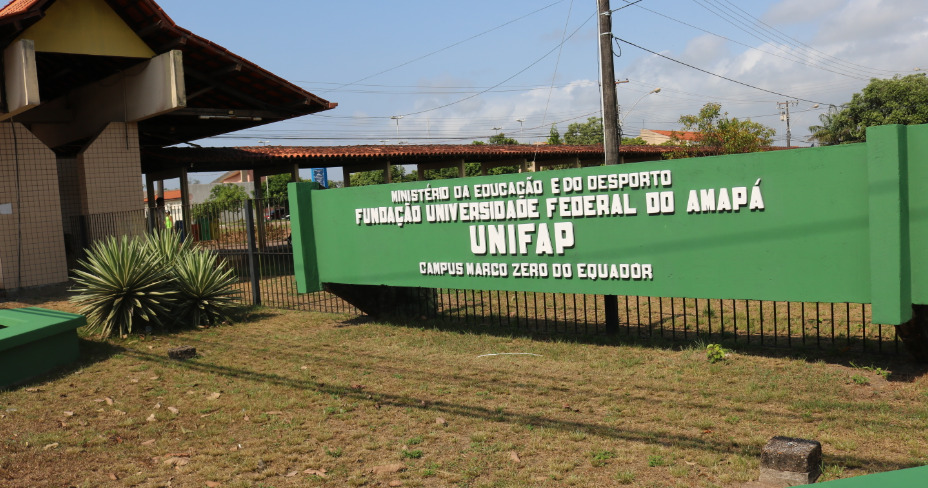 MINISTÉRIO DA EDUCAÇÃO E DO DESPORTO
FUNDAÇÃO UNIVERSIDADE FEDERAL DO AMAPÁ
UNIFAP
CAMPUS MARCO ZERO DO EQUADOR